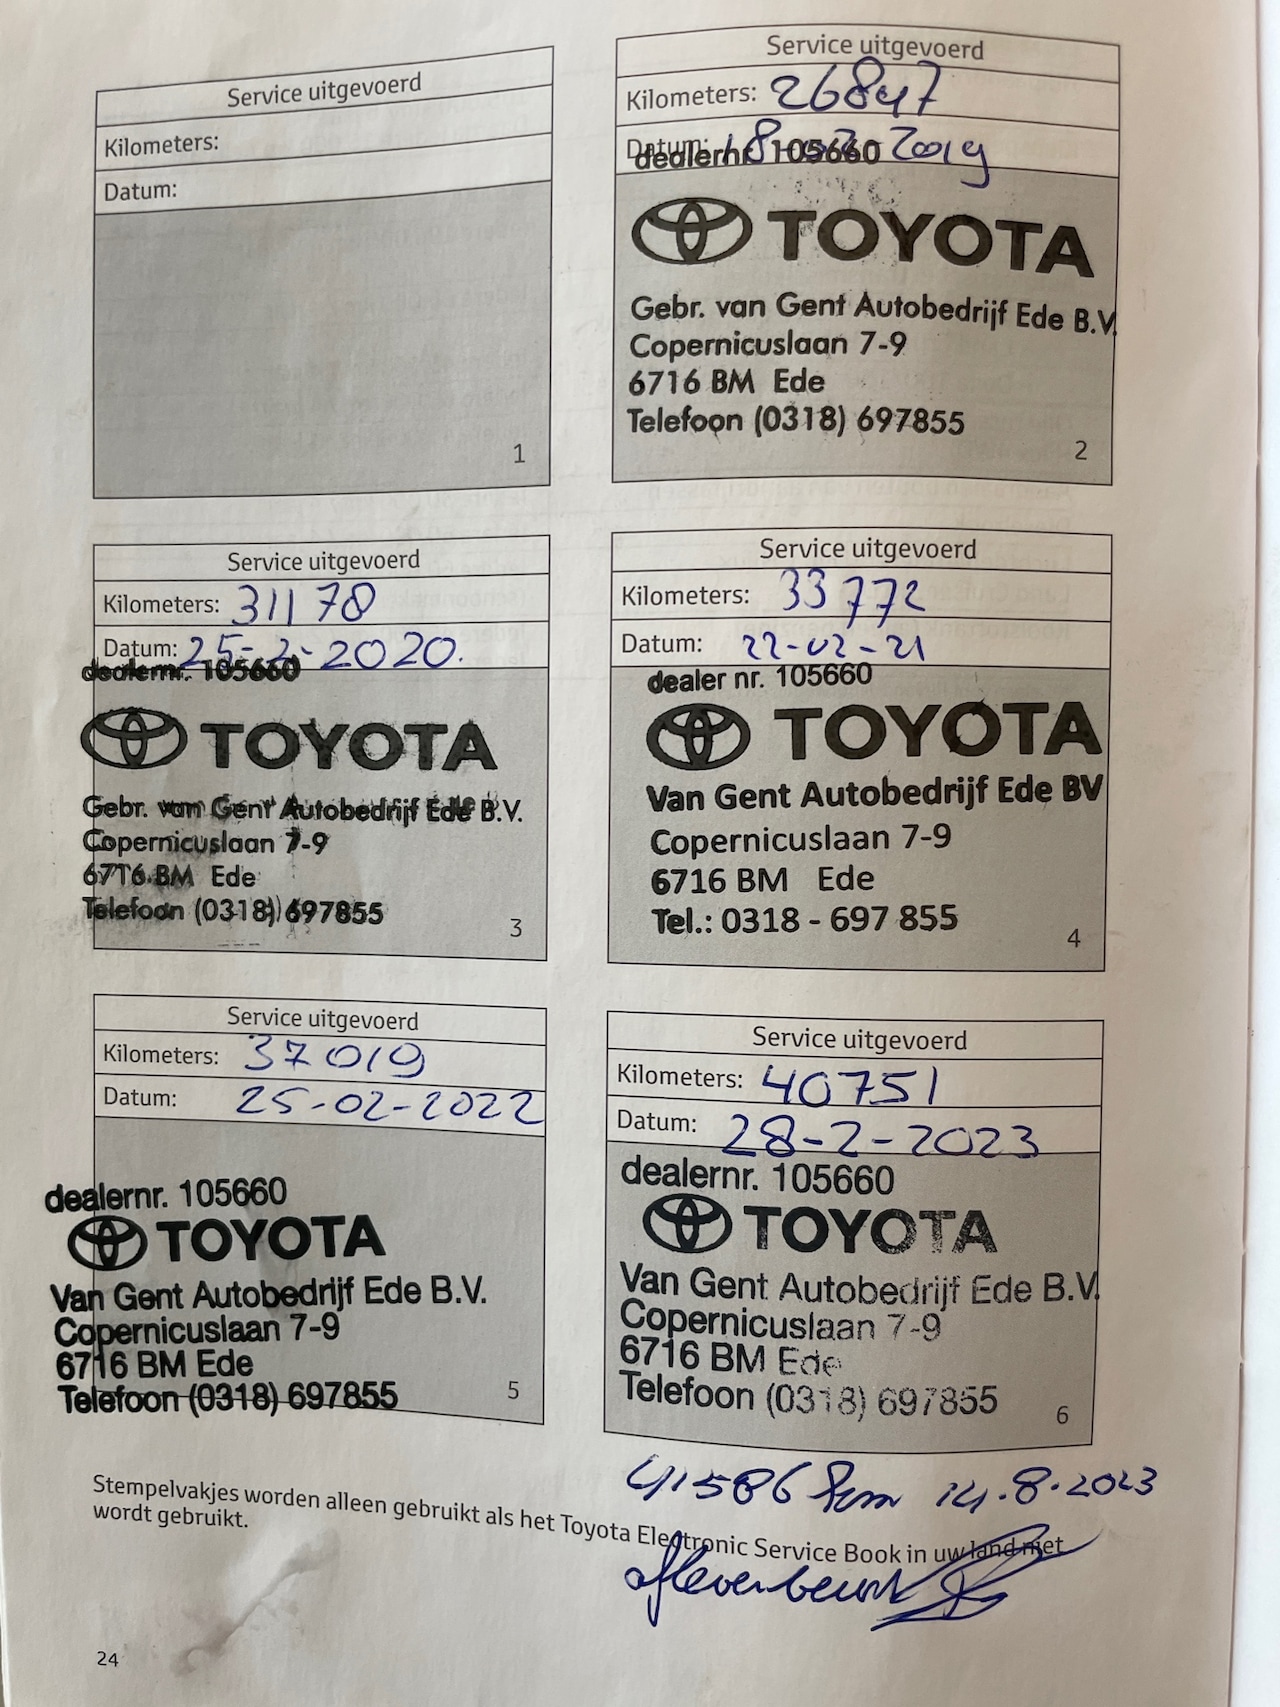 Service uitgevoerd
Kilometers:
Datum:
1
Service uitgevoerd
Kilometers: 26847
Datum: 18-02-2019
dealernr. 105660
TOYOTA
Gebr. van Gent Autobedrijf Ede B.V.
Copernicuslaan 7-9
6716 BM Ede
Telefoon (0318) 697855
2
Service uitgevoerd
Kilometers: 31178
Datum: 25-2-2020.
dealernr. 105660
TOYOTA
Gebr. van Gent Autobedrijf Ede B.V.
Copernicuslaan 7-9
6716 BM Ede
Telefoon (0318) 697855
3
Service uitgevoerd
Kilometers: 33772
Datum: 22-02-21
dealer nr. 105660
TOYOTA
Van Gent Autobedrijf Ede BV
Copernicuslaan 7-9
6716 BM Ede
Tel.: 0318 - 697 855
4
Service uitgevoerd
Kilometers: 37019
Datum: 25-02-2022
dealernr. 105660
TOYOTA
Van Gent Autobedrijf Ede B.V.
Copernicuslaan 7-9
6716 BM Ede
Telefoon (0318) 697855
5
Service uitgevoerd
Kilometers: 40751
Datum: 28-2-2023
dealernr. 105660
TOYOTA
Van Gent Autobedrijf Ede B.V.
Copernicuslaan 7-9
6716 BM Ede
Telefoon (0318) 697855
6
41586 km 14.8.2023
Stempelvakjes worden alleen gebruikt als het Toyota Electronic Service Book in uw land niet
wordt gebruikt.
afleverbeurt
24